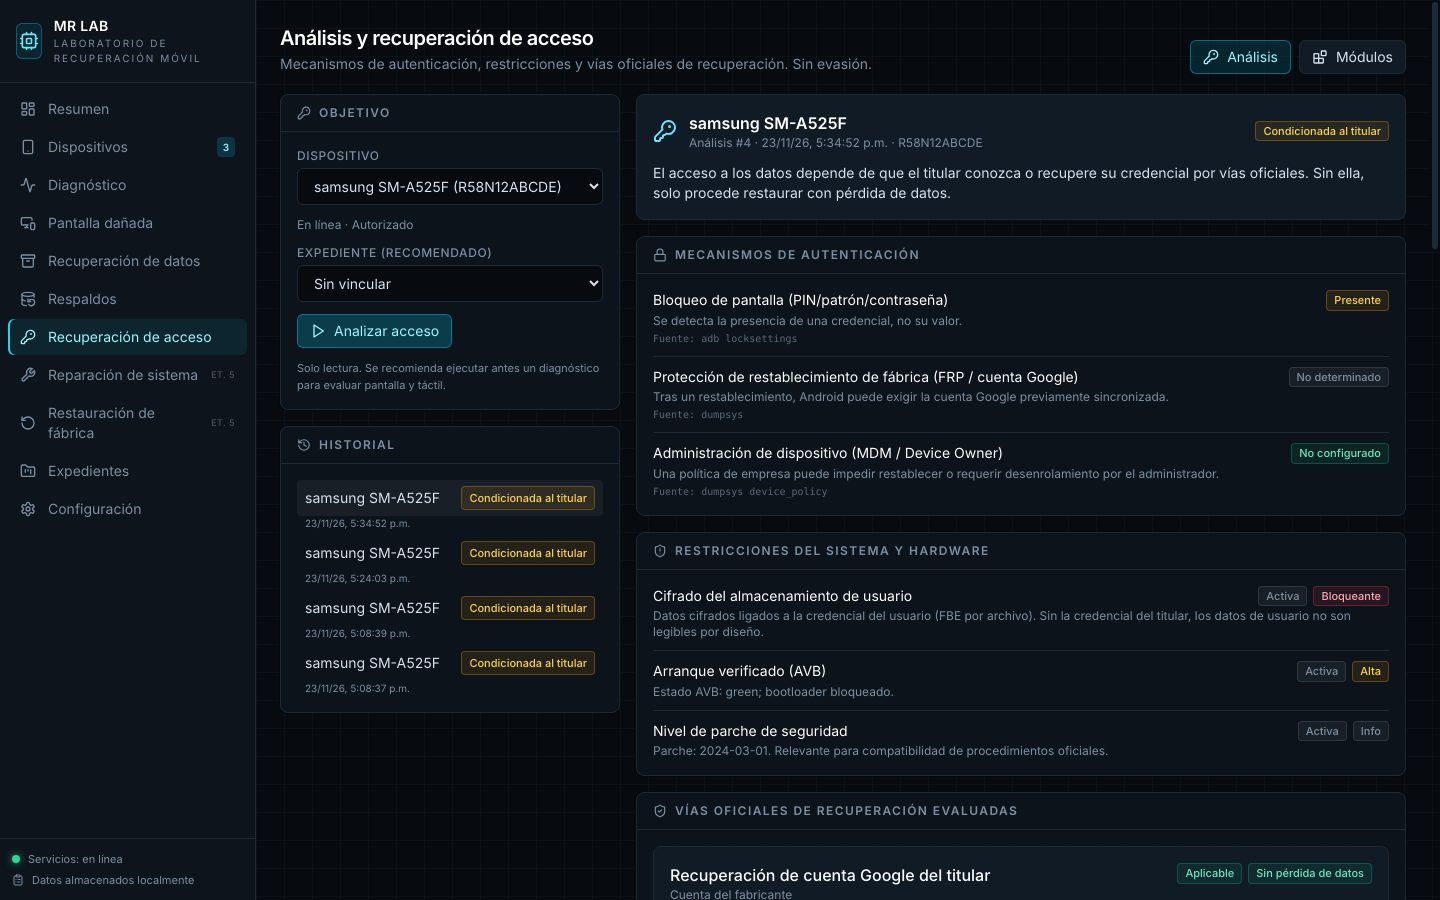 MR LAB
LABORATORIO DE
RECUPERACIÓN MÓVIL
Resumen
Dispositivos 3
Diagnóstico
Pantalla dañada
Recuperación de datos
Respaldos
Recuperación de acceso
Reparación de sistema ET. 5
Restauración de
fábrica ET. 5
Expedientes
Configuración
Servicios: en línea
Datos almacenados localmente
Análisis y recuperación de acceso
Mecanismos de autenticación, restricciones y vías oficiales de recuperación. Sin evasión.
Análisis
Módulos
OBJETIVO
DISPOSITIVO
samsung SM-A525F (R58N12ABCDE)
En línea · Autorizado
EXPEDIENTE (RECOMENDADO)
Sin vincular
Analizar acceso
Solo lectura. Se recomienda ejecutar antes un diagnóstico
para evaluar pantalla y táctil.
HISTORIAL
samsung SM-A525F Condicionada al titular
23/11/26, 5:34:52 p.m.
samsung SM-A525F Condicionada al titular
23/11/26, 5:24:03 p.m.
samsung SM-A525F Condicionada al titular
23/11/26, 5:08:39 p.m.
samsung SM-A525F Condicionada al titular
23/11/26, 5:08:37 p.m.
samsung SM-A525F Condicionada al titular
Análisis #4 · 23/11/26, 5:34:52 p.m. · R58N12ABCDE
El acceso a los datos depende de que el titular conozca o recupere su credencial por vías oficiales. Sin ella,
solo procede restaurar con pérdida de datos.
MECANISMOS DE AUTENTICACIÓN
Bloqueo de pantalla (PIN/patrón/contraseña) Presente
Se detecta la presencia de una credencial, no su valor.
Fuente: adb locksettings
Protección de restablecimiento de fábrica (FRP / cuenta Google) No determinado
Tras un restablecimiento, Android puede exigir la cuenta Google previamente sincronizada.
Fuente: dumpsys
Administración de dispositivo (MDM / Device Owner) No configurado
Una política de empresa puede impedir restablecer o requerir desenrolamiento por el administrador.
Fuente: dumpsys device_policy
RESTRICCIONES DEL SISTEMA Y HARDWARE
Cifrado del almacenamiento de usuario Activa Bloqueante
Datos cifrados ligados a la credencial del usuario (FBE por archivo). Sin la credencial del titular, los datos de usuario no son
legibles por diseño.
Arranque verificado (AVB) Activa Alta
Estado AVB: green; bootloader bloqueado.
Nivel de parche de seguridad Activa Info
Parche: 2024-03-01. Relevante para compatibilidad de procedimientos oficiales.
VÍAS OFICIALES DE RECUPERACIÓN EVALUADAS
Recuperación de cuenta Google del titular Aplicable Sin pérdida de datos
Cuenta del fabricante